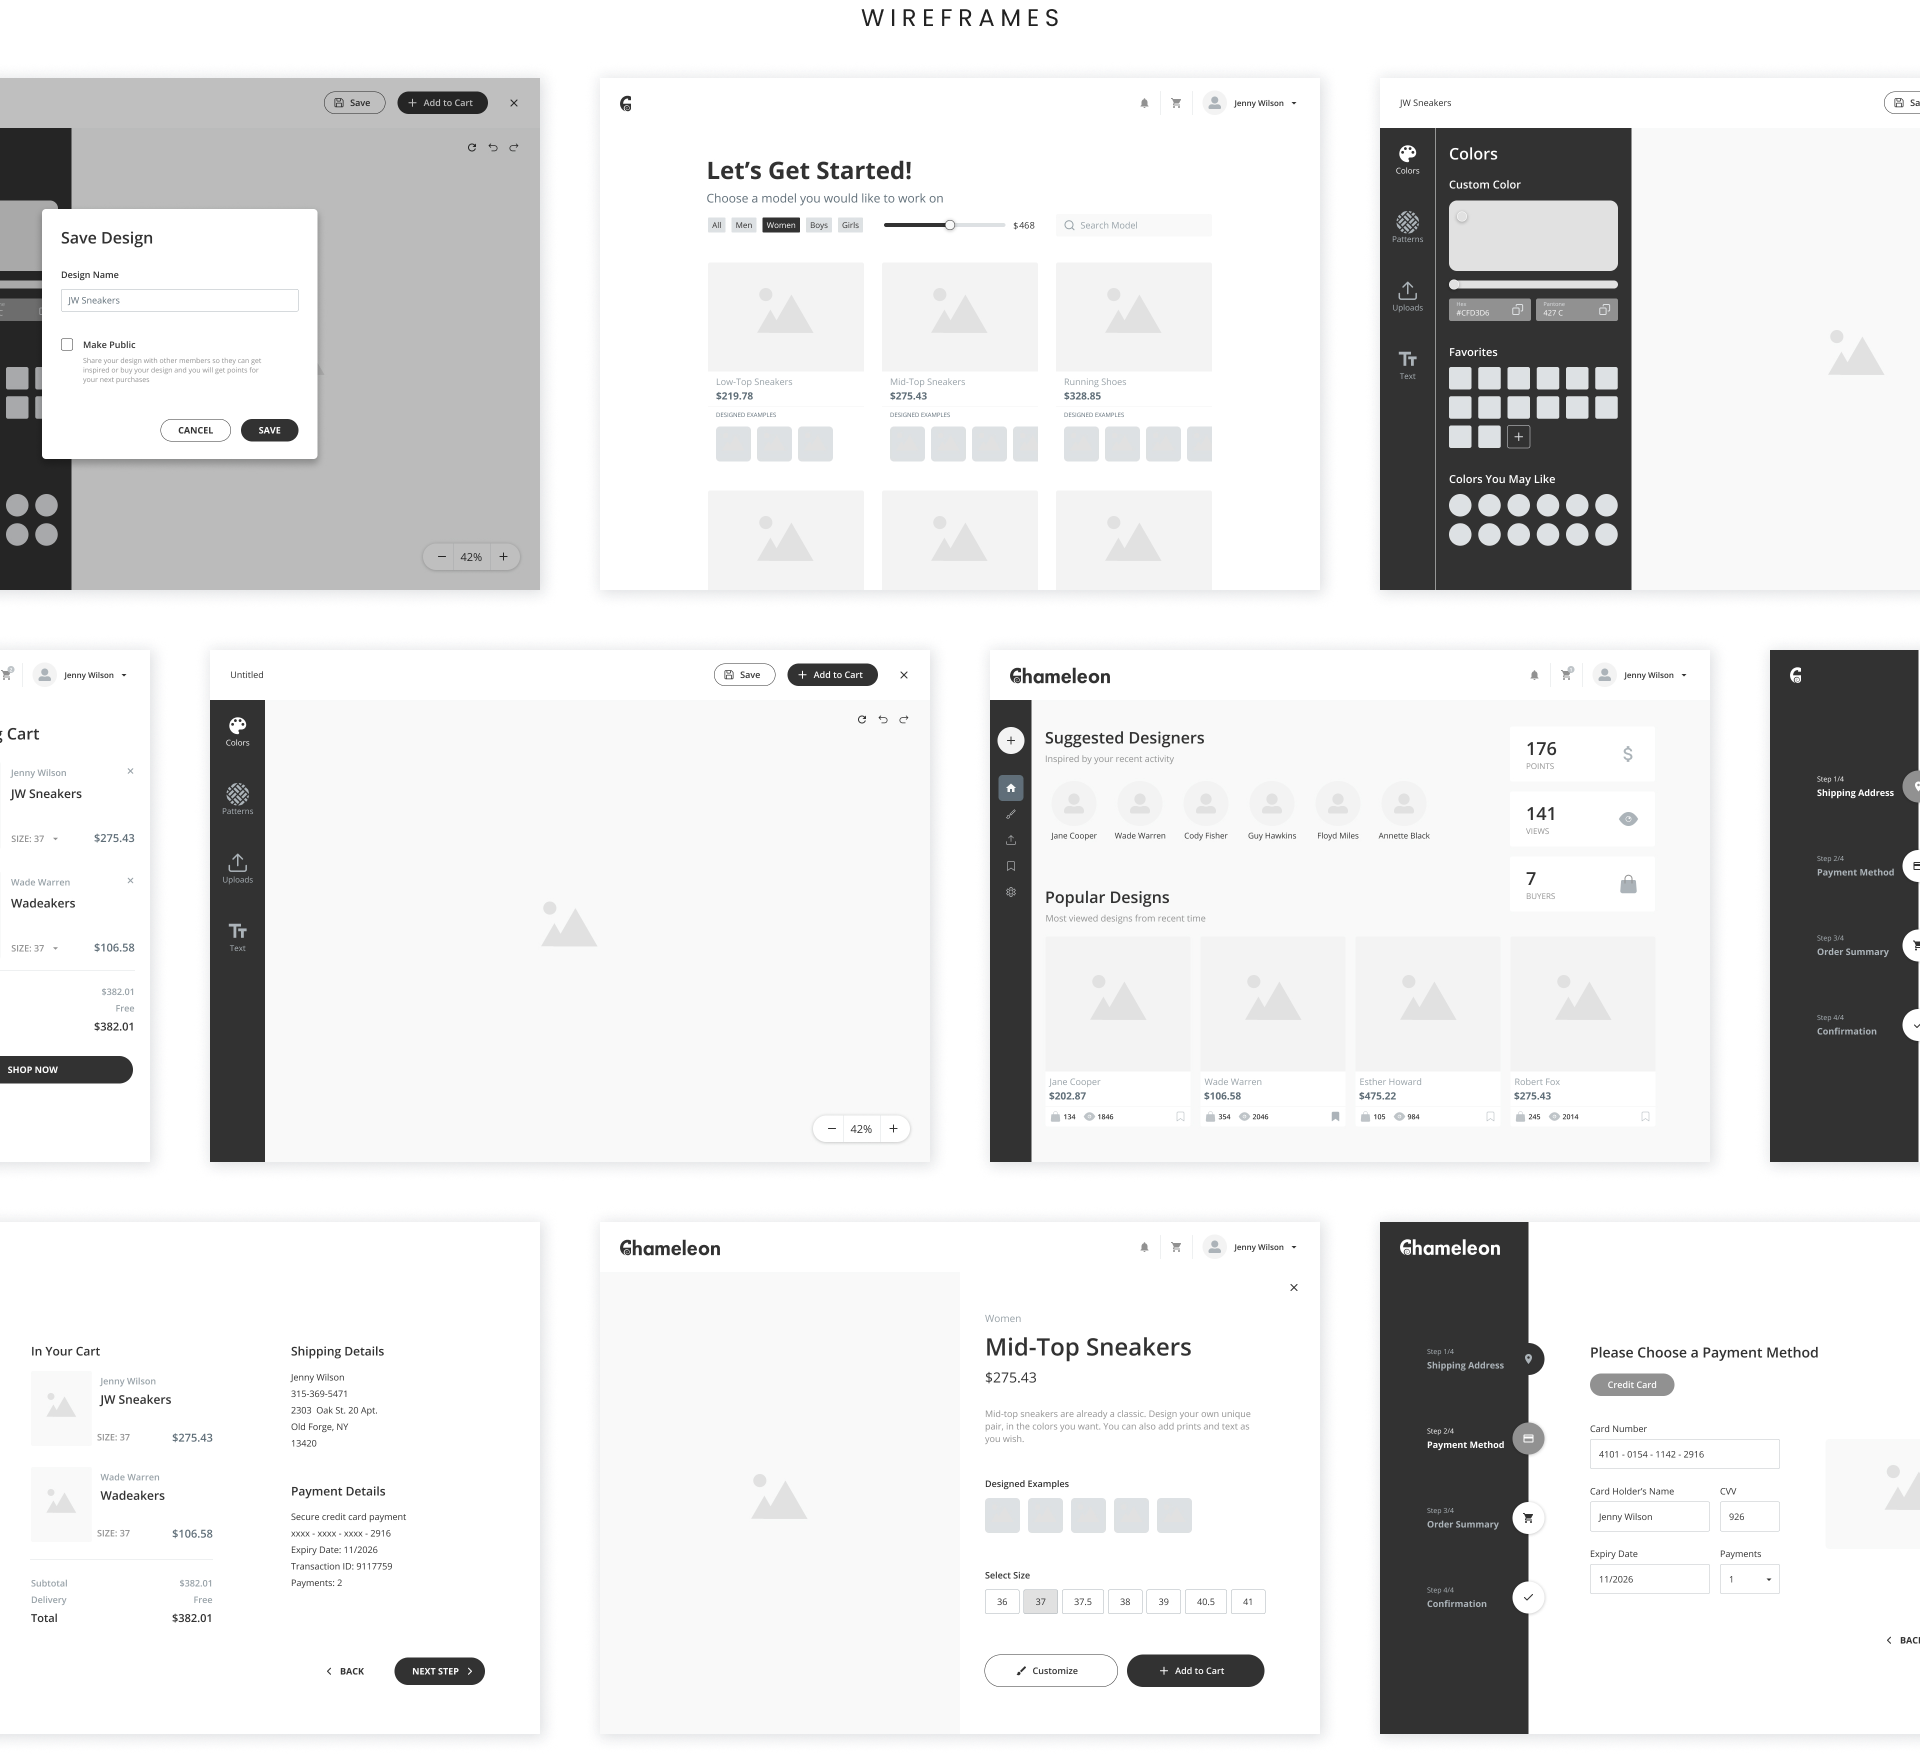 WIREFRAMES
Save
Add to Cart
Save Design
Design Name
JW Sneakers
Make Public
Share your design with other members so they can get
inspired or buy your design and you will get points for
your next purchases
CANCEL
SAVE
42%
Jenny Wilson
Let's Get Started!
Choose a model you would like to work on
All Men Women Boys Girls $468 Search Model
Low-Top Sneakers
$219.78
DESIGNED EXAMPLES
Mid-Top Sneakers
$275.43
DESIGNED EXAMPLES
Running Shoes
$328.85
DESIGNED EXAMPLES
JW Sneakers
Sa
Colors
Patterns
Uploads
Text
Colors
Custom Color
Hex
#CFD3D6
Pantone
427 C
Favorites
Colors You May Like
Jenny Wilson
g Cart
Jenny Wilson
JW Sneakers
SIZE: 37 $275.43
Wade Warren
Wadeakers
SIZE: 37 $106.58
$382.01
Free
$382.01
SHOP NOW
Untitled
Save
Add to Cart
Colors
Patterns
Uploads
Text
42%
Chameleon
Jenny Wilson
Suggested Designers
Inspired by your recent activity
Jane Cooper Wade Warren Cody Fisher Guy Hawkins Floyd Miles Annette Black
176
POINTS
141
VIEWS
7
BUYERS
Popular Designs
Most viewed designs from recent time
Jane Cooper
$202.87
134 1846
Wade Warren
$106.58
354 2046
Esther Howard
$475.22
105 984
Robert Fox
$275.43
245 2014
Step 1/4
Shipping Address
Step 2/4
Payment Method
Step 3/4
Order Summary
Step 4/4
Confirmation
In Your Cart
Jenny Wilson
JW Sneakers
SIZE: 37 $275.43
Wade Warren
Wadeakers
SIZE: 37 $106.58
Subtotal $382.01
Delivery Free
Total $382.01
Shipping Details
Jenny Wilson
315-369-5471
2303 Oak St. 20 Apt.
Old Forge, NY
13420
Payment Details
Secure credit card payment
xxxx - xxxx - xxxx - 2916
Expiry Date: 11/2026
Transaction ID: 9117759
Payments: 2
BACK
NEXT STEP
Chameleon
Jenny Wilson
Women
Mid-Top Sneakers
$275.43
Mid-top sneakers are already a classic. Design your own unique
pair, in the colors you want. You can also add prints and text as
you wish.
Designed Examples
Select Size
36 37 37.5 38 39 40.5 41
Customize
Add to Cart
Chameleon
Step 1/4
Shipping Address
Step 2/4
Payment Method
Step 3/4
Order Summary
Step 4/4
Confirmation
Please Choose a Payment Method
Credit Card
Card Number
4101 - 0154 - 1142 - 2916
Card Holder's Name CVV
Jenny Wilson 926
Expiry Date Payments
11/2026 1
BAC